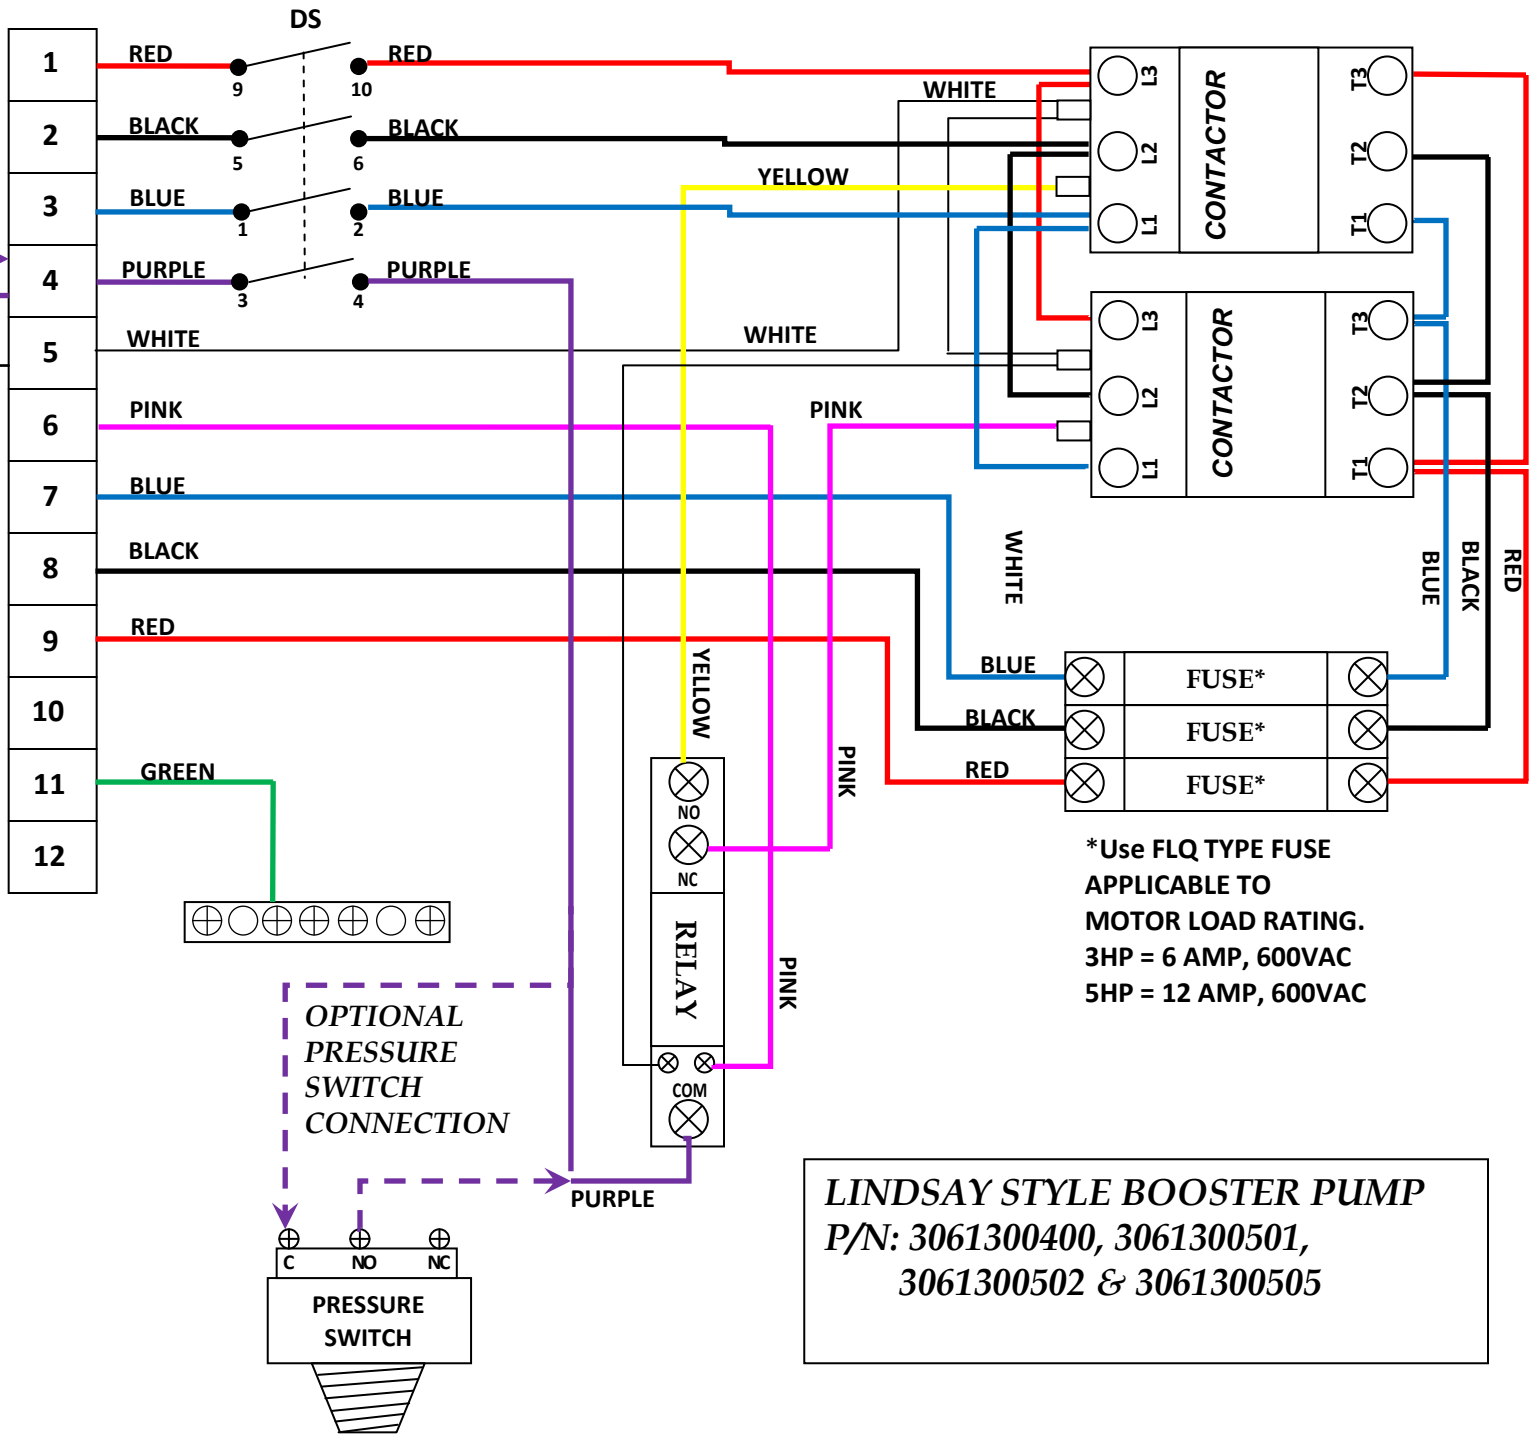 DS
1
RED
RED
9
10
2
BLACK
BLACK
5
6
3
BLUE
BLUE
1
2
4
PURPLE
PURPLE
3
4
5
WHITE
WHITE
WHITE
YELLOW
6
PINK
PINK
7
BLUE
8
BLACK
9
RED
10
11
GREEN
12
L3
L2
L1
CONTACTOR
T3
T2
T1
L3
L2
L1
CONTACTOR
T3
T2
T1
WHITE
BLUE
BLACK
RED
BLUE
FUSE*
BLACK
FUSE*
RED
FUSE*
YELLOW
PINK
PINK
NO
NC
RELAY
COM
PURPLE
*Use FLQ TYPE FUSE
APPLICABLE TO
MOTOR LOAD RATING.
3HP = 6 AMP, 600VAC
5HP = 12 AMP, 600VAC
OPTIONAL
PRESSURE
SWITCH
CONNECTION
C
NO
NC
PRESSURE
SWITCH
LINDSAY STYLE BOOSTER PUMP
P/N: 3061300400, 3061300501,
3061300502 & 3061300505